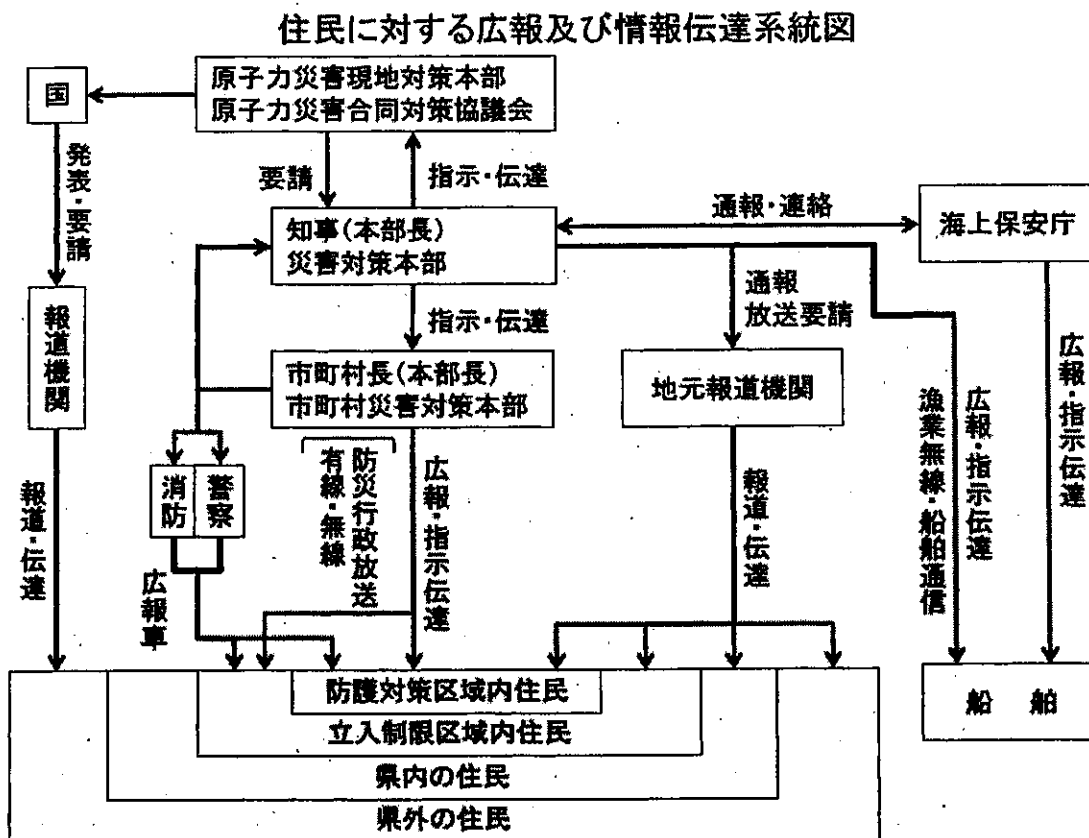 住民に対する広報及び情報伝達系統図
国
原子力災害現地対策本部
原子力災害合同対策協議会
発表・要請
要請
指示・伝達
知事(本部長)
災害対策本部
通報・連絡
海上保安庁
報道機関
指示・伝達
通報
放送要請
市町村長(本部長)
市町村災害対策本部
地元報道機関
広報・指示伝達
消防
警察
防災行政放送
有線・無線
広報・指示伝達
報道・伝達
広報・指示伝達
漁業無線・船舶通信
報道・伝達
広報車
防護対策区域内住民
立入制限区域内住民
県内の住民
県外の住民
船舶